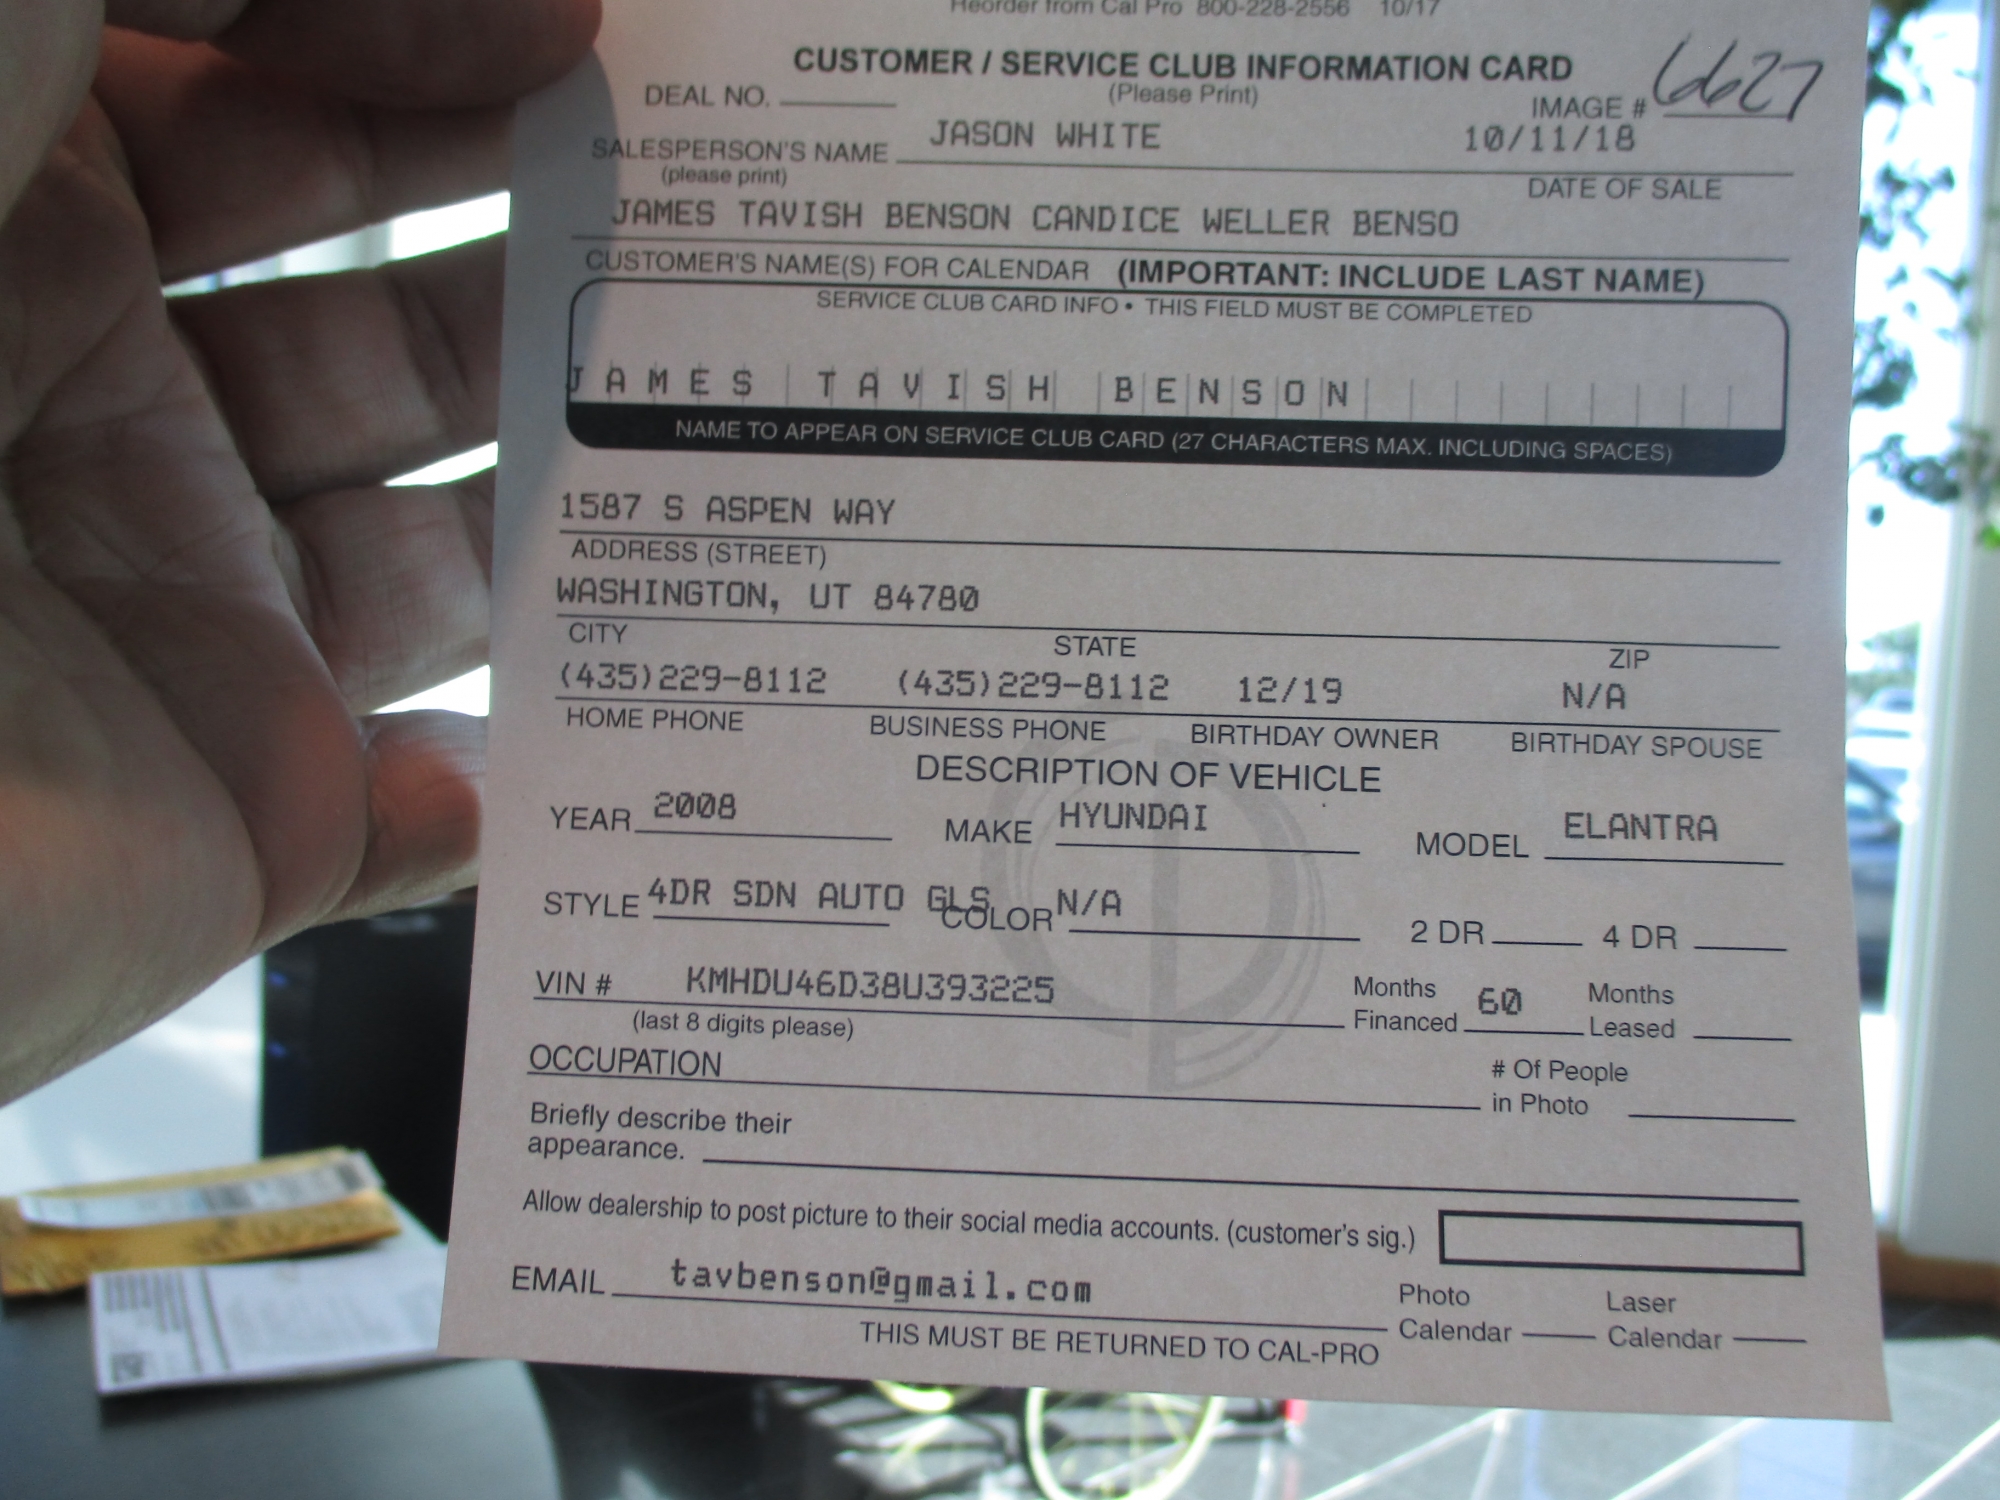 Reorder from Cal Pro 800-228-2556 10/17
CUSTOMER / SERVICE CLUB INFORMATION CARD
(Please Print)
DEAL NO.
IMAGE # 6627
SALESPERSON'S NAME JASON WHITE 10/11/18
(please print) DATE OF SALE
JAMES TAVISH BENSON CANDICE WELLER BENSO
CUSTOMER'S NAME(S) FOR CALENDAR (IMPORTANT: INCLUDE LAST NAME)
SERVICE CLUB CARD INFO • THIS FIELD MUST BE COMPLETED
JAMES TAVISH BENSON
NAME TO APPEAR ON SERVICE CLUB CARD (27 CHARACTERS MAX. INCLUDING SPACES)
1587 S ASPEN WAY
ADDRESS (STREET)
WASHINGTON, UT 84780
CITY STATE ZIP
(435)229-8112 (435)229-8112 12/19 N/A
HOME PHONE BUSINESS PHONE BIRTHDAY OWNER BIRTHDAY SPOUSE
DESCRIPTION OF VEHICLE
YEAR 2008 MAKE HYUNDAI MODEL ELANTRA
STYLE 4DR SDN AUTO GLS COLOR N/A 2 DR 4 DR
VIN # KMHDU46D38U393225 Months Financed 60 Months Leased
(last 8 digits please)
OCCUPATION # Of People in Photo
Briefly describe their
appearance.
Allow dealership to post picture to their social media accounts. (customer's sig.)
EMAIL tavbenson@gmail.com Photo Calendar Laser Calendar
THIS MUST BE RETURNED TO CAL-PRO